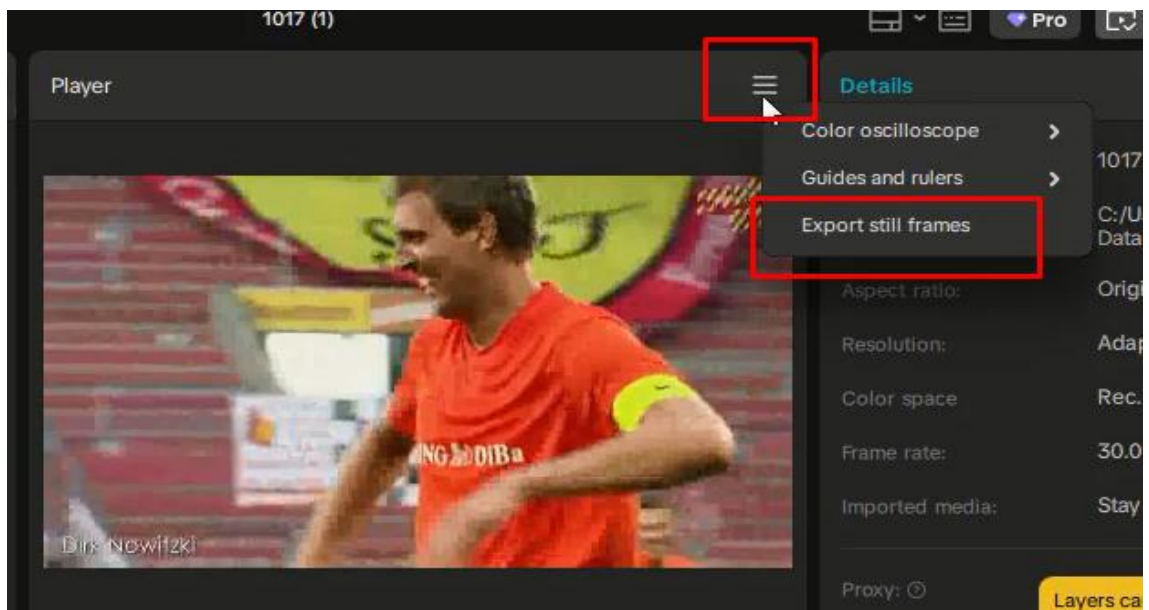 1017 (1)
Pro
Player
Details
Color oscilloscope
Guides and rulers
Export still frames
1017
C:/U
Data
Aspect ratio:
Origi
Resolution:
Adap
Color space
Rec.
Frame rate:
30.0
Imported media:
Stay
Proxy:
Layers ca
DiBa
Dirk Nowitzki